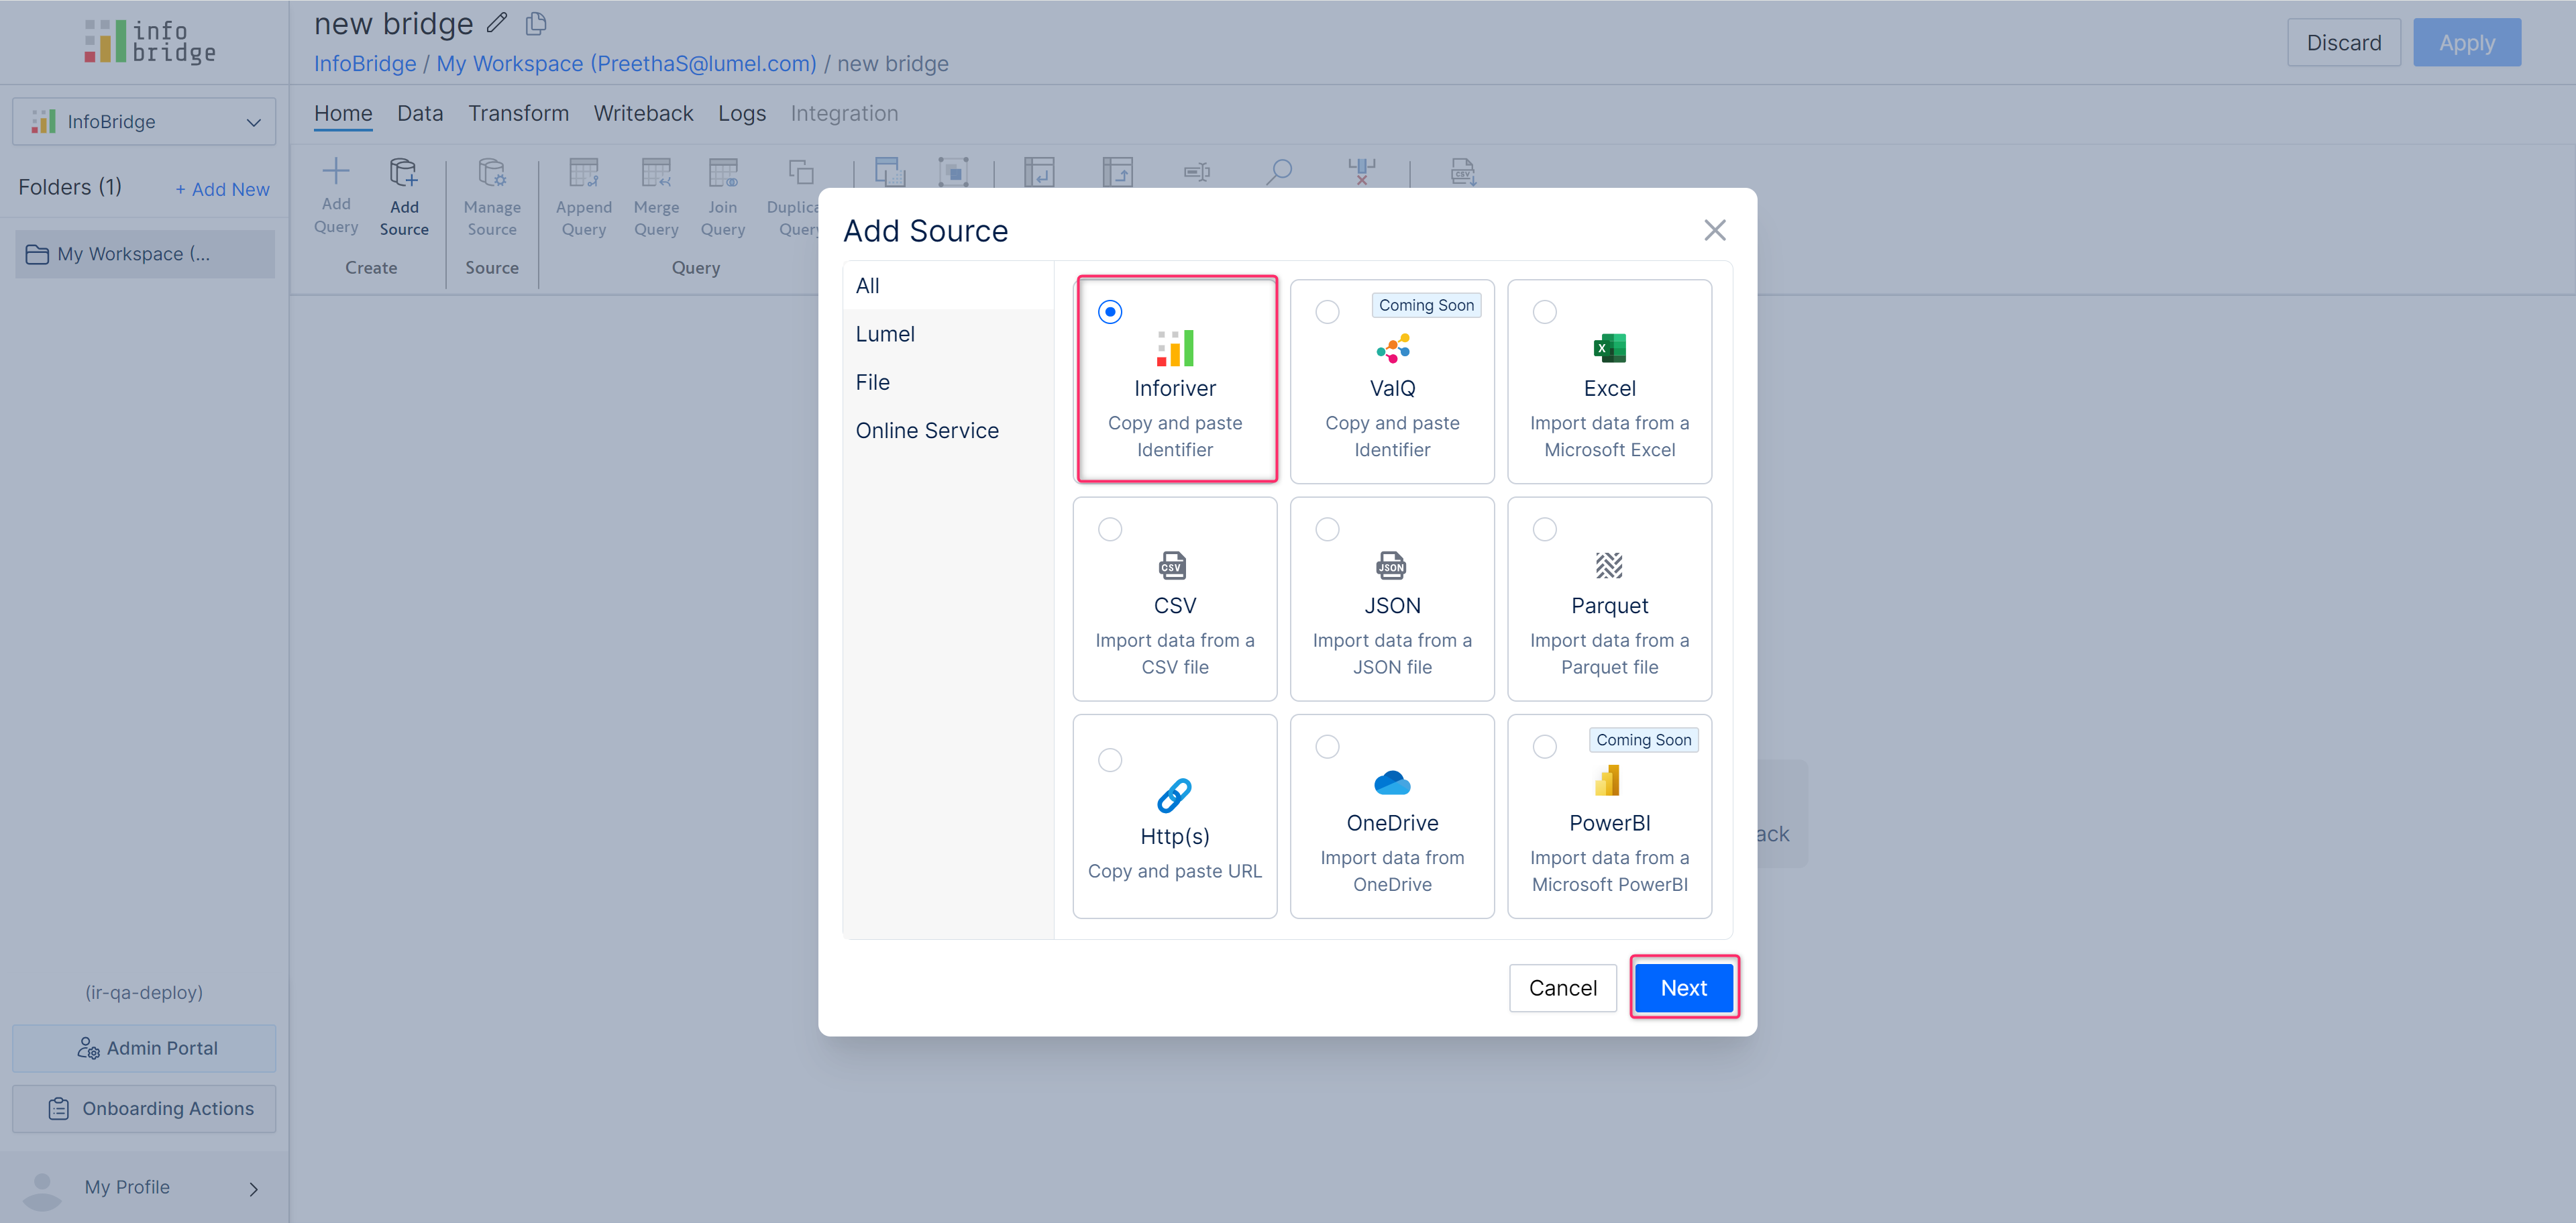 info
bridge
new bridge
InfoBridge / My Workspace (PreethaS@lumel.com) / new bridge
Discard
Apply
InfoBridge
Folders (1)
+ Add New
My Workspace (...
Home Data Transform Writeback Logs Integration
Add
Query
Add
Source
Create
Manage
Source
Source
Append
Query
Merge
Query
Join
Query
Duplica
Query
Query
CSV
Add Source
All
Lumel
File
Online Service
Inforiver
Copy and paste
Identifier
Coming Soon
ValQ
Copy and paste
Identifier
X
Excel
Import data from a
Microsoft Excel
CSV
CSV
Import data from a
CSV file
JSON
JSON
Import data from a
JSON file
Parquet
Import data from a
Parquet file
Http(s)
Copy and paste URL
OneDrive
Import data from
OneDrive
Coming Soon
PowerBI
Import data from a
Microsoft PowerBI
ack
Cancel
Next
(ir-qa-deploy)
Admin Portal
Onboarding Actions
My Profile